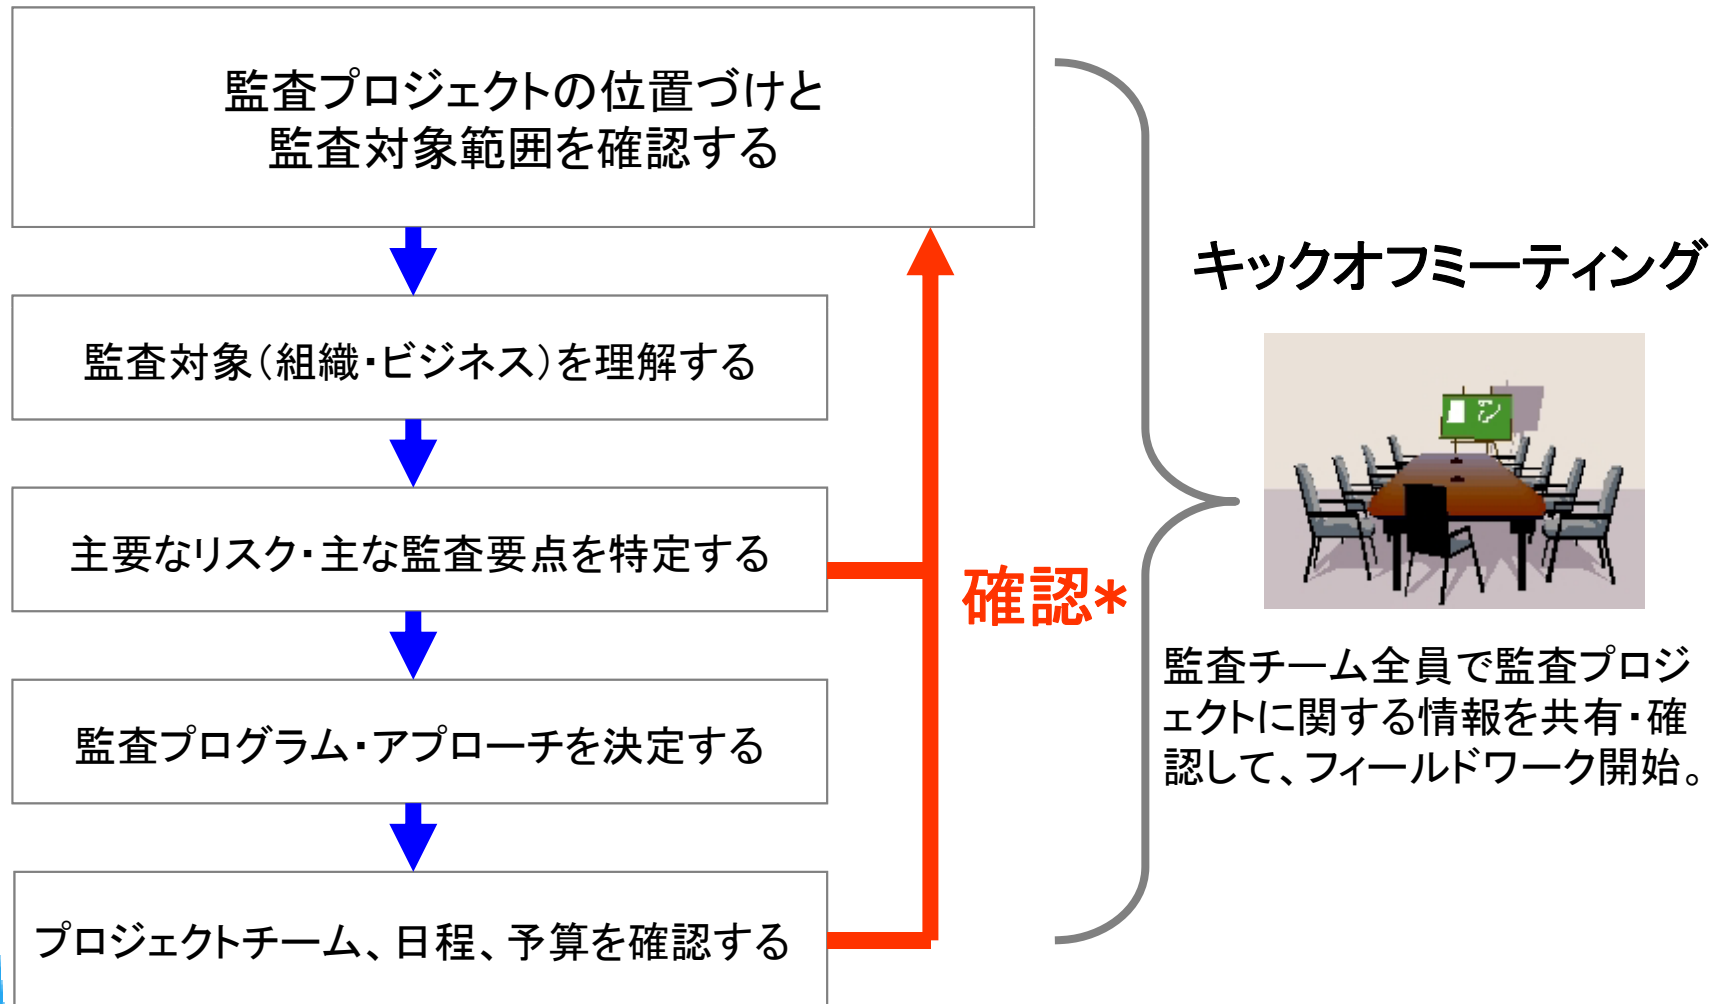 監査プロジェクトの位置づけと
監査対象範囲を確認する
監査対象（組織・ビジネス）を理解する
主要なリスク・主な監査要点を特定する
監査プログラム・アプローチを決定する
プロジェクトチーム、日程、予算を確認する
確認*
キックオフミーティング
監査チーム全員で監査プロジ
ェクトに関する情報を共有・確
認して、フィールドワーク開始。